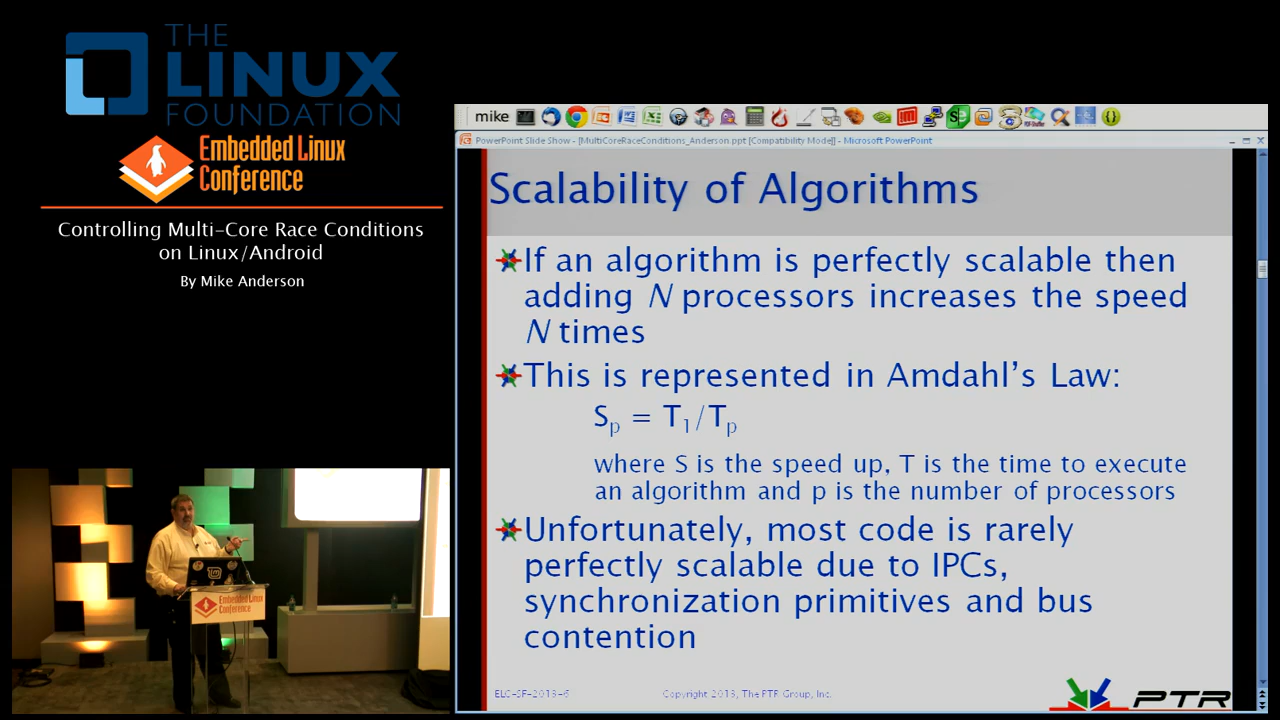 THE
LINUX
FOUNDATION
Embedded Linux
Conference
Controlling Multi-Core Race Conditions
on Linux/Android
By Mike Anderson
mike
PowerPoint Slide Show - [MultiCoreRaceConditions_Anderson.ppt [Compatibility Mode]] - Microsoft PowerPoint
Scalability of Algorithms
If an algorithm is perfectly scalable then
adding N processors increases the speed
N times
This is represented in Amdahl's Law:
Sp = T1/Tp
where S is the speed up, T is the time to execute
an algorithm and p is the number of processors
Unfortunately, most code is rarely
perfectly scalable due to IPCs,
synchronization primitives and bus
contention
ELC-SF-2013-6
Copyright 2013, The PTR Group, Inc.
PTR
Embedded Linux
Conference